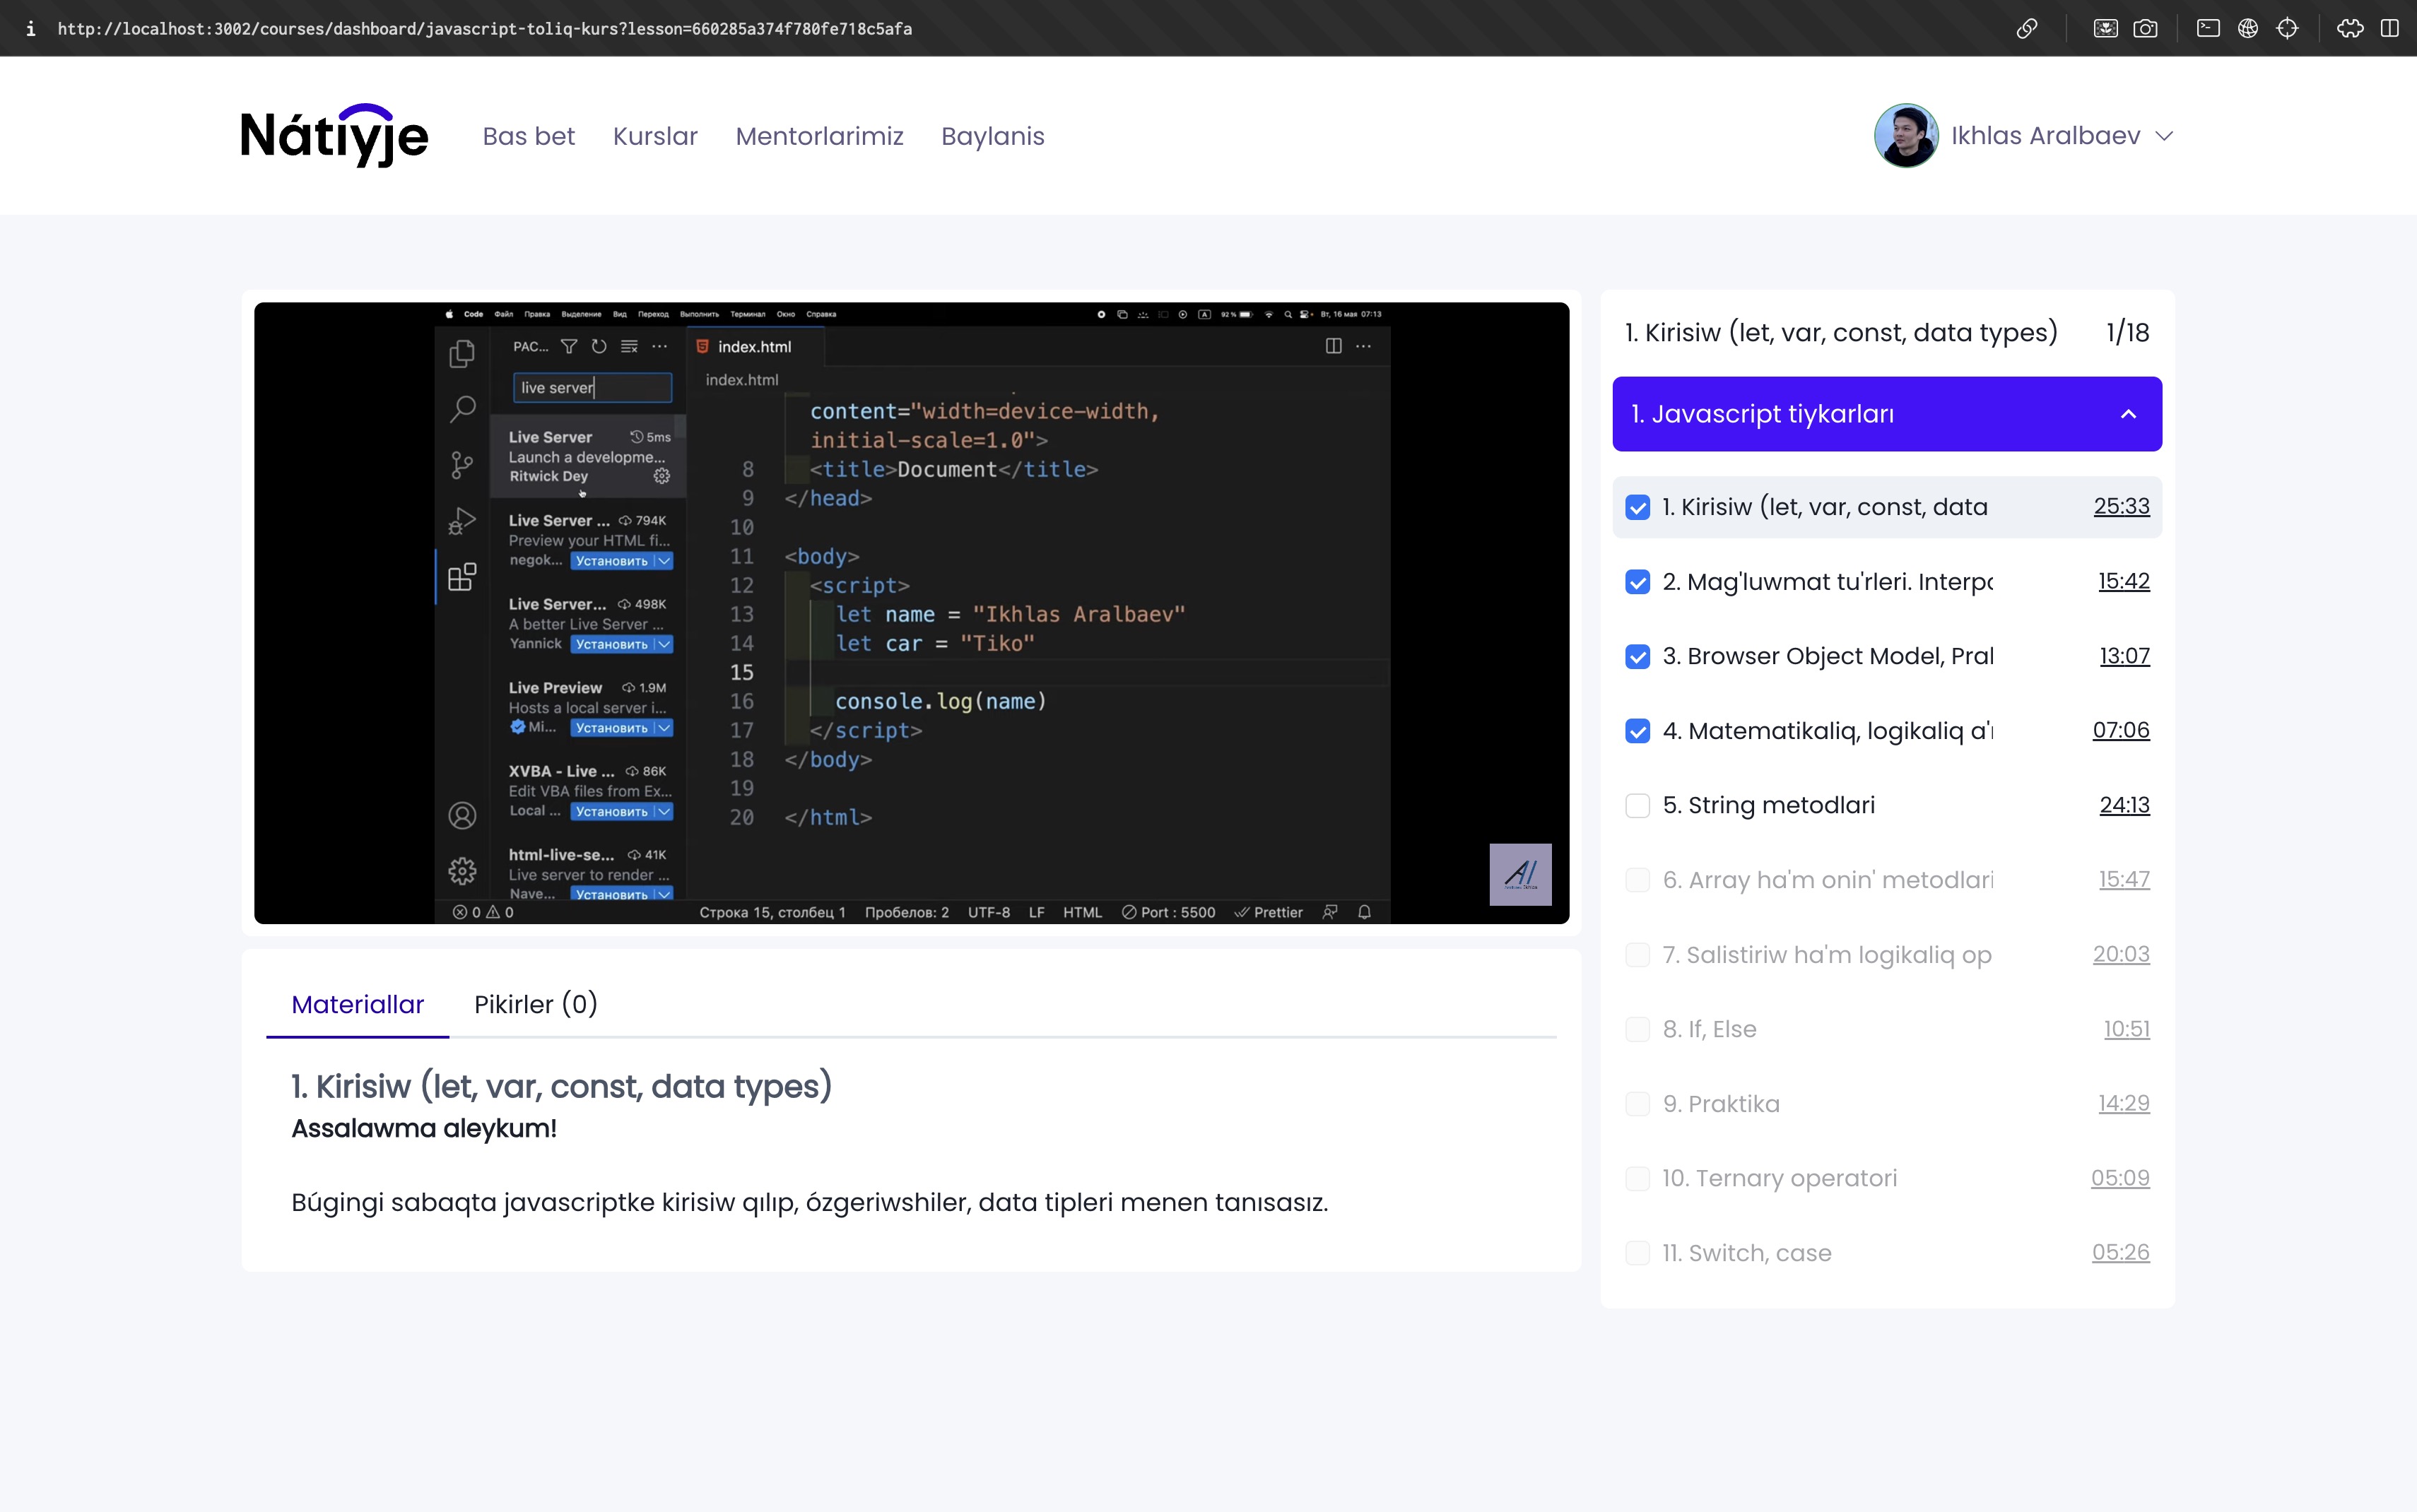 http://localhost:3002/courses/dashboard/javascript-toliq-kurs?lesson=660285a374f780fe718c5afa
Nátiyje
Bas bet
Kurslar
Mentorlarimiz
Baylanis
Ikhlas Aralbaev
Code Файл Правка Выделение Вид Переход Выполнить Терминал Окно Справка
92 % Вт, 16 мая 07:13
PAC...
live server
Live Server 5ms
Launch a developme...
Ritwick Dey
Live Server ... 794K
Preview your HTML fi...
negok... Установить
Live Server... 498K
A better Live Server ...
Yannick Установить
Live Preview 1.9M
Hosts a local server i...
Mi... Установить
XVBA - Live ... 86K
Edit VBA files from Ex...
Local ... Установить
html-live-se... 41K
Live server to render ...
Nave... Установить
index.html
index.html
content="width=device-width,
initial-scale=1.0">
8 <title>Document</title>
9 </head>
10
11 <body>
12 <script>
13 let name = "Ikhlas Aralbaev"
14 let car = "Tiko"
15
16 console.log(name)
17 </script>
18 </body>
19
20 </html>
0 0
Строка 15, столбец 1 Пробелов: 2 UTF-8 LF HTML Port : 5500 Prettier
Materiallar
Pikirler (0)
1. Kirisiw (let, var, const, data types)
Assalawma aleykum!
Búgingi sabaqta javascriptke kirisiw qılıp, ózgeriwshiler, data tipleri menen tanısasız.
1. Kirisiw (let, var, const, data types) 1/18
1. Javascript tiykarları
1. Kirisiw (let, var, const, data 25:33
2. Mag'luwmat tu'rleri. Interpo 15:42
3. Browser Object Model, Prak 13:07
4. Matematikaliq, logikaliq a' 07:06
5. String metodlari 24:13
6. Array ha'm onin' metodlari 15:47
7. Salistiriw ha'm logikaliq op 20:03
8. If, Else 10:51
9. Praktika 14:29
10. Ternary operatori 05:09
11. Switch, case 05:26